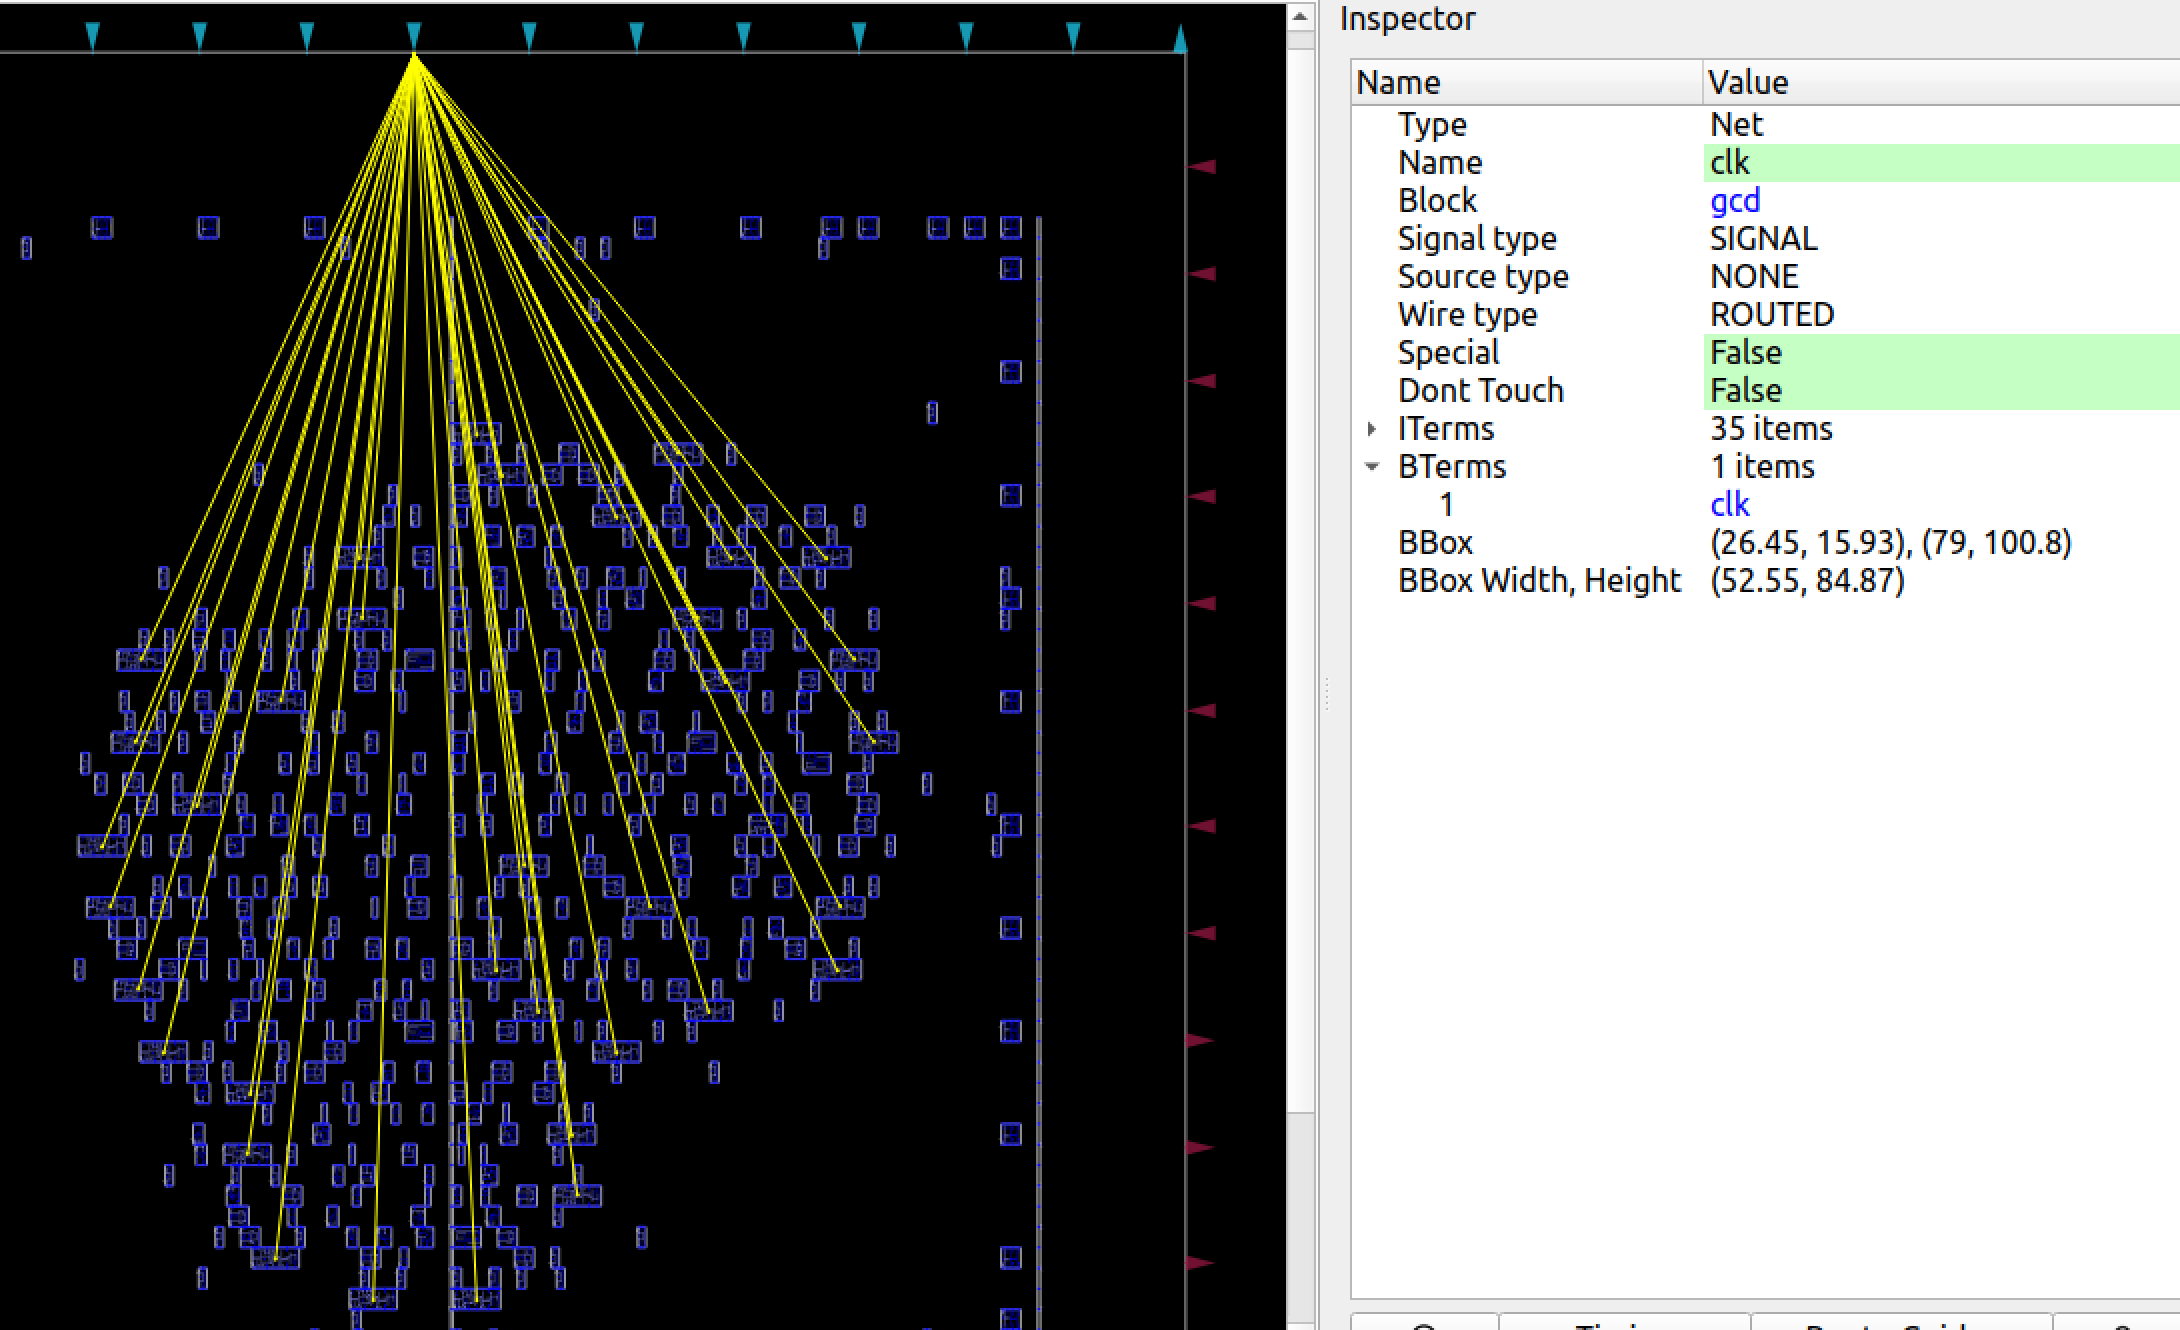 Inspector
Name Value
Type Net
Name clk
Block gcd
Signal type SIGNAL
Source type NONE
Wire type ROUTED
Special False
Dont Touch False
ITerms 35 items
BTerms 1 items
1 clk
BBox (26.45, 15.93), (79, 100.8)
BBox Width, Height (52.55, 84.87)